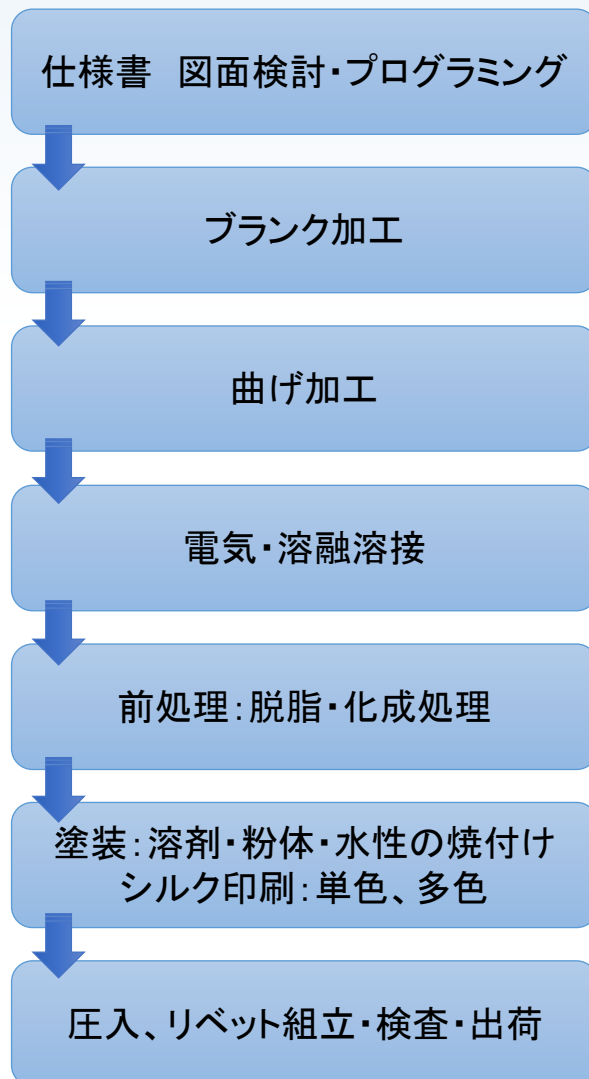 仕様書　図面検討・プログラミング
ブランク加工
曲げ加工
電気・溶融溶接
前処理：脱脂・化成処理
塗装：溶剤・粉体・水性の焼付け
シルク印刷：単色、多色
圧入、リベット組立・検査・出荷